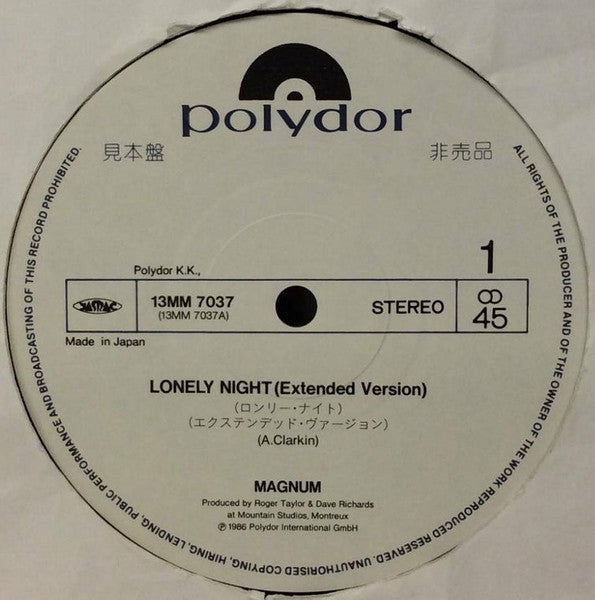 polydor
見本盤
非売品
Polydor K.K.,
1
JASRAC
13MM 7037
(13MM 7037A)
STEREO
45
Made in Japan
LONELY NIGHT (Extended Version)
(ロンリー・ナイト)
(エクステンデッド・ヴァージョン)
(A.Clarkin)
MAGNUM
Produced by Roger Taylor & Dave Richards
at Mountain Studios, Montreux
℗ 1986 Polydor International GmbH
ALL RIGHTS OF THE PRODUCER AND OF THE OWNER OF THE WORK REPRODUCED RESERVED. UNAUTHORISED COPYING, HIRING, LENDING, PUBLIC PERFORMANCE AND BROADCASTING OF THIS RECORD PROHIBITED.